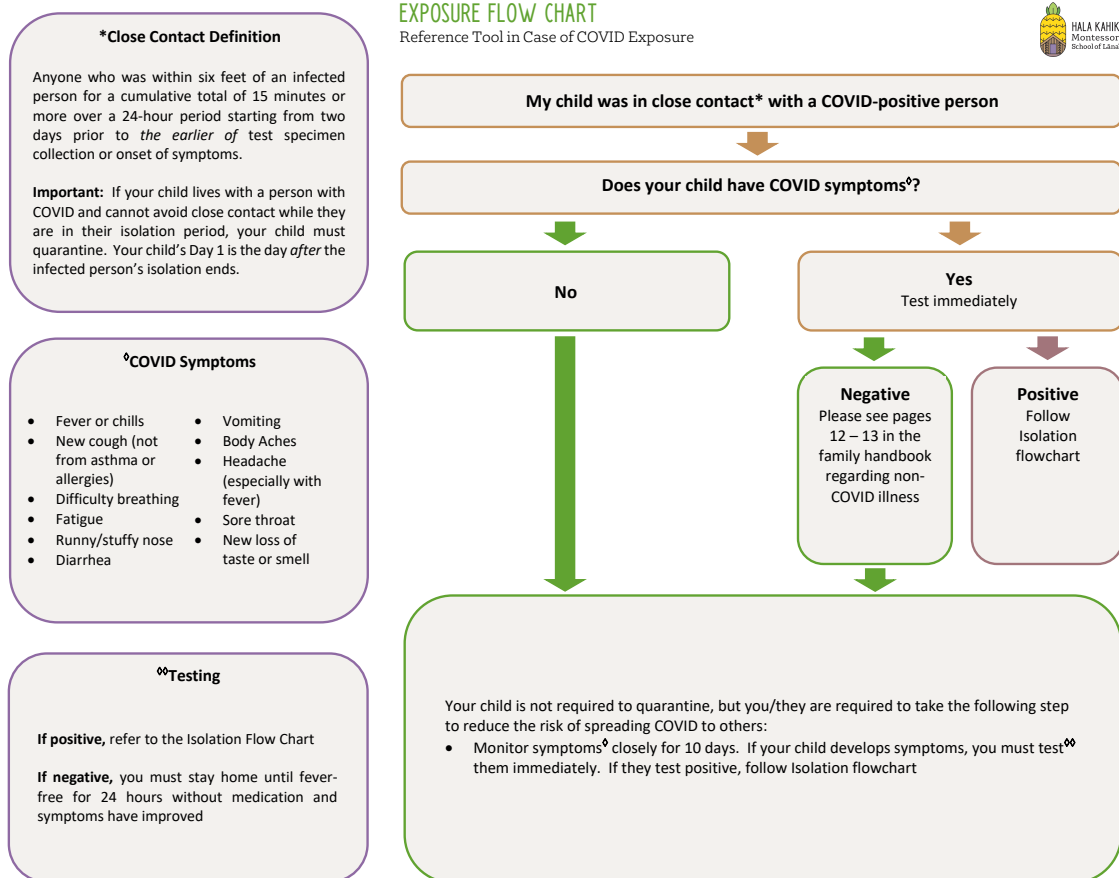 EXPOSURE FLOW CHART
Reference Tool in Case of COVID Exposure
HALA KAHIK
Montessor
School of Lāna
*Close Contact Definition
Anyone who was within six feet of an infected
person for a cumulative total of 15 minutes or
more over a 24-hour period starting from two
days prior to the earlier of test specimen
collection or onset of symptoms.
Important: If your child lives with a person with
COVID and cannot avoid close contact while they
are in their isolation period, your child must
quarantine. Your child's Day 1 is the day after the
infected person's isolation ends.
◊COVID Symptoms
• Fever or chills
• New cough (not
from asthma or
allergies)
• Difficulty breathing
• Fatigue
• Runny/stuffy nose
• Diarrhea
• Vomiting
• Body Aches
• Headache
(especially with
fever)
• Sore throat
• New loss of
taste or smell
◊◊Testing
If positive, refer to the Isolation Flow Chart
If negative, you must stay home until fever-
free for 24 hours without medication and
symptoms have improved
My child was in close contact* with a COVID-positive person
Does your child have COVID symptoms◊?
No
Yes
Test immediately
Negative
Please see pages
12 – 13 in the
family handbook
regarding non-
COVID illness
Positive
Follow
Isolation
flowchart
Your child is not required to quarantine, but you/they are required to take the following step
to reduce the risk of spreading COVID to others:
• Monitor symptoms◊ closely for 10 days. If your child develops symptoms, you must test◊◊
them immediately. If they test positive, follow Isolation flowchart